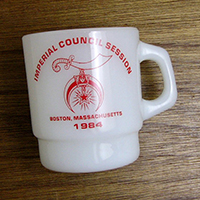 IMPERIAL COUNCIL SESSION
BOSTON, MASSACHUSETTS
1984